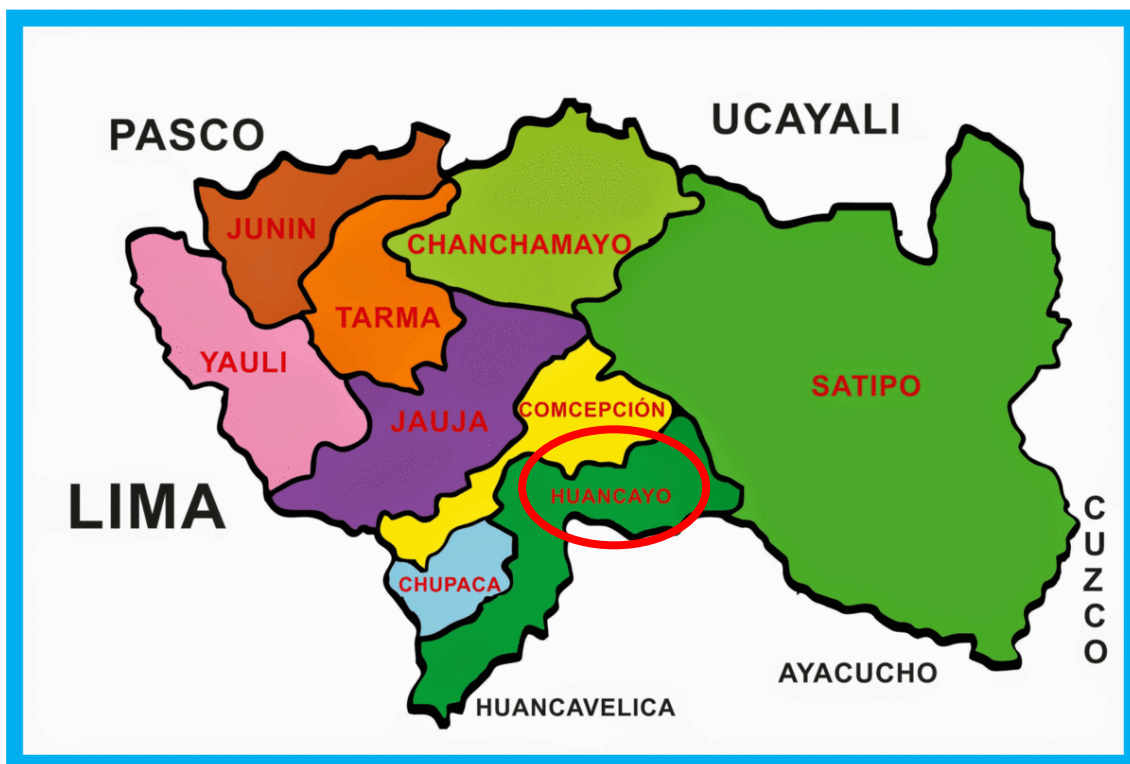 PASCO
UCAYALI
JUNIN
CHANCHAMAYO
TARMA
YAULI
SATIPO
COMCEPCIÓN
JAUJA
HUANCAYO
LIMA
CUZCO
CHUPACA
AYACUCHO
HUANCAVELICA